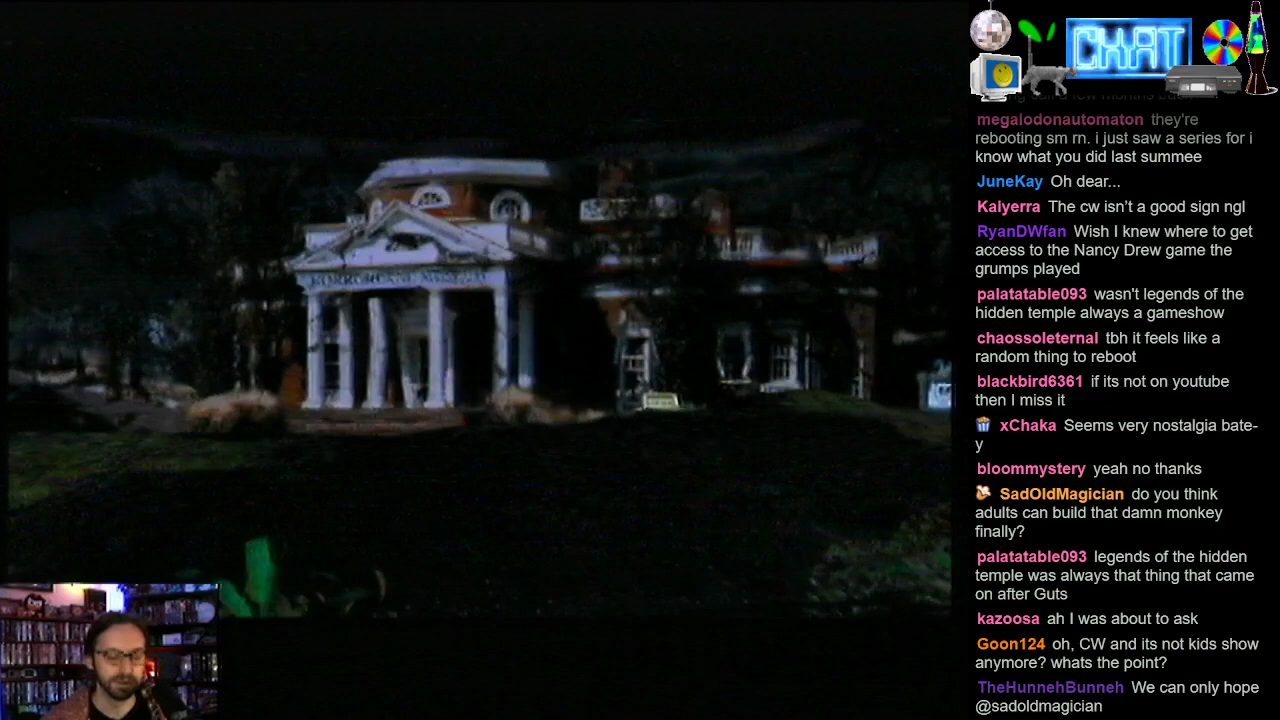 CHAT
megalodonautomaton they're
rebooting sm rn. i just saw a series for i
know what you did last summee
JuneKay Oh dear...
Kaiyerra The cw isn't a good sign ngl
RyanDWfan Wish I knew where to get
access to the Nancy Drew game the
grumps played
palatatable093 wasn't legends of the
hidden temple always a gameshow
chaossoleternal tbh it feels like a
random thing to reboot
blackbird6361 if its not on youtube
then I miss it
xChaka Seems very nostalgia bate-
y
bloommystery yeah no thanks
SadOldMagician do you think
adults can build that damn monkey
finally?
palatatable093 legends of the hidden
temple was always that thing that came
on after Guts
kazoosa ah I was about to ask
Goon124 oh, CW and its not kids show
anymore? whats the point?
TheHunnehBunneh We can only hope
@sadoldmagician